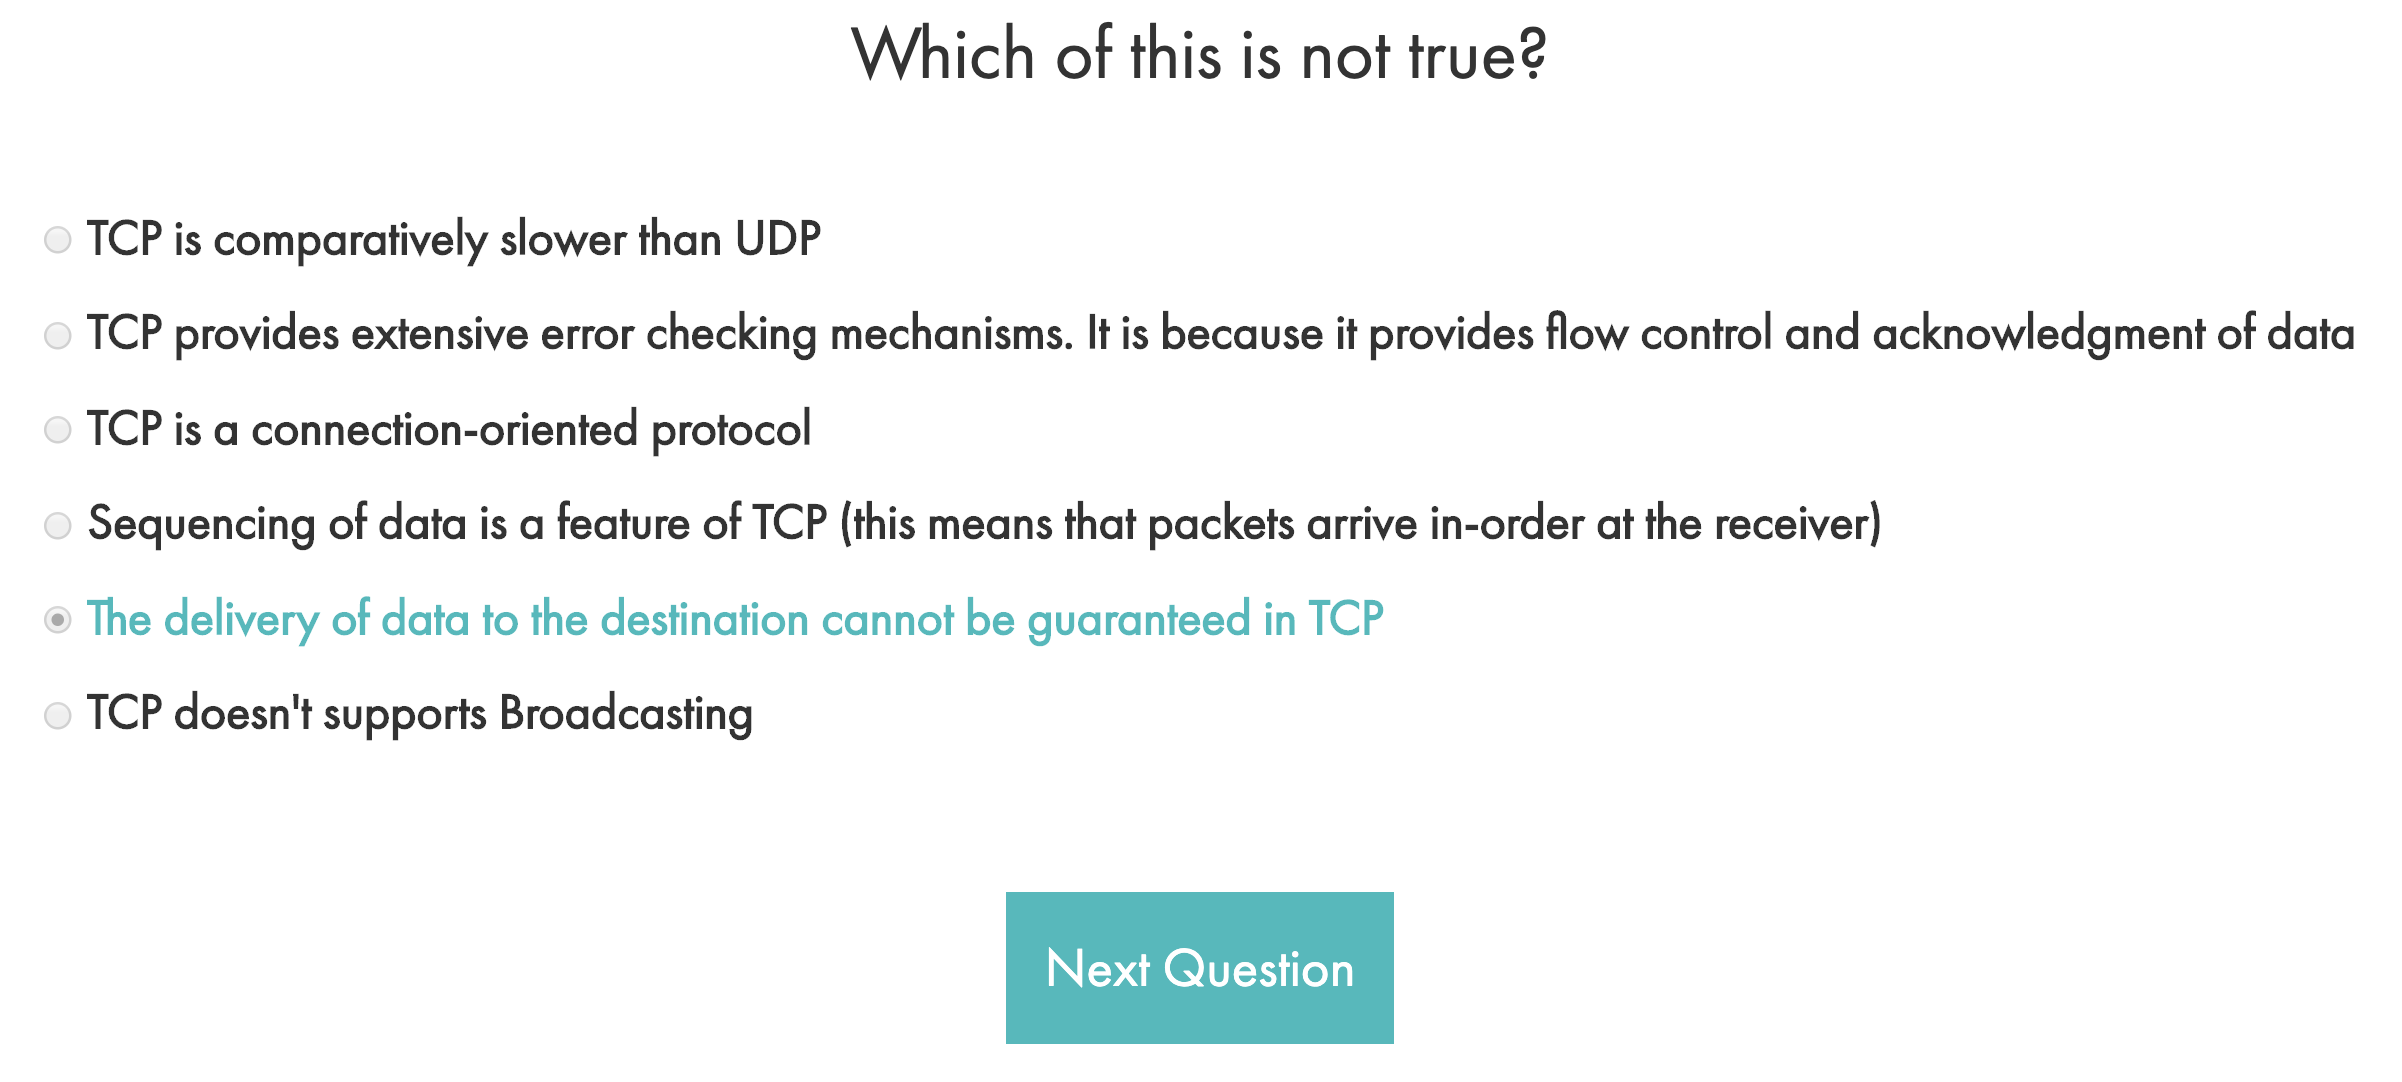 Which of this is not true?
TCP is comparatively slower than UDP
TCP provides extensive error checking mechanisms. It is because it provides flow control and acknowledgment of data
TCP is a connection-oriented protocol
Sequencing of data is a feature of TCP (this means that packets arrive in-order at the receiver)
The delivery of data to the destination cannot be guaranteed in TCP
TCP doesn't supports Broadcasting
Next Question